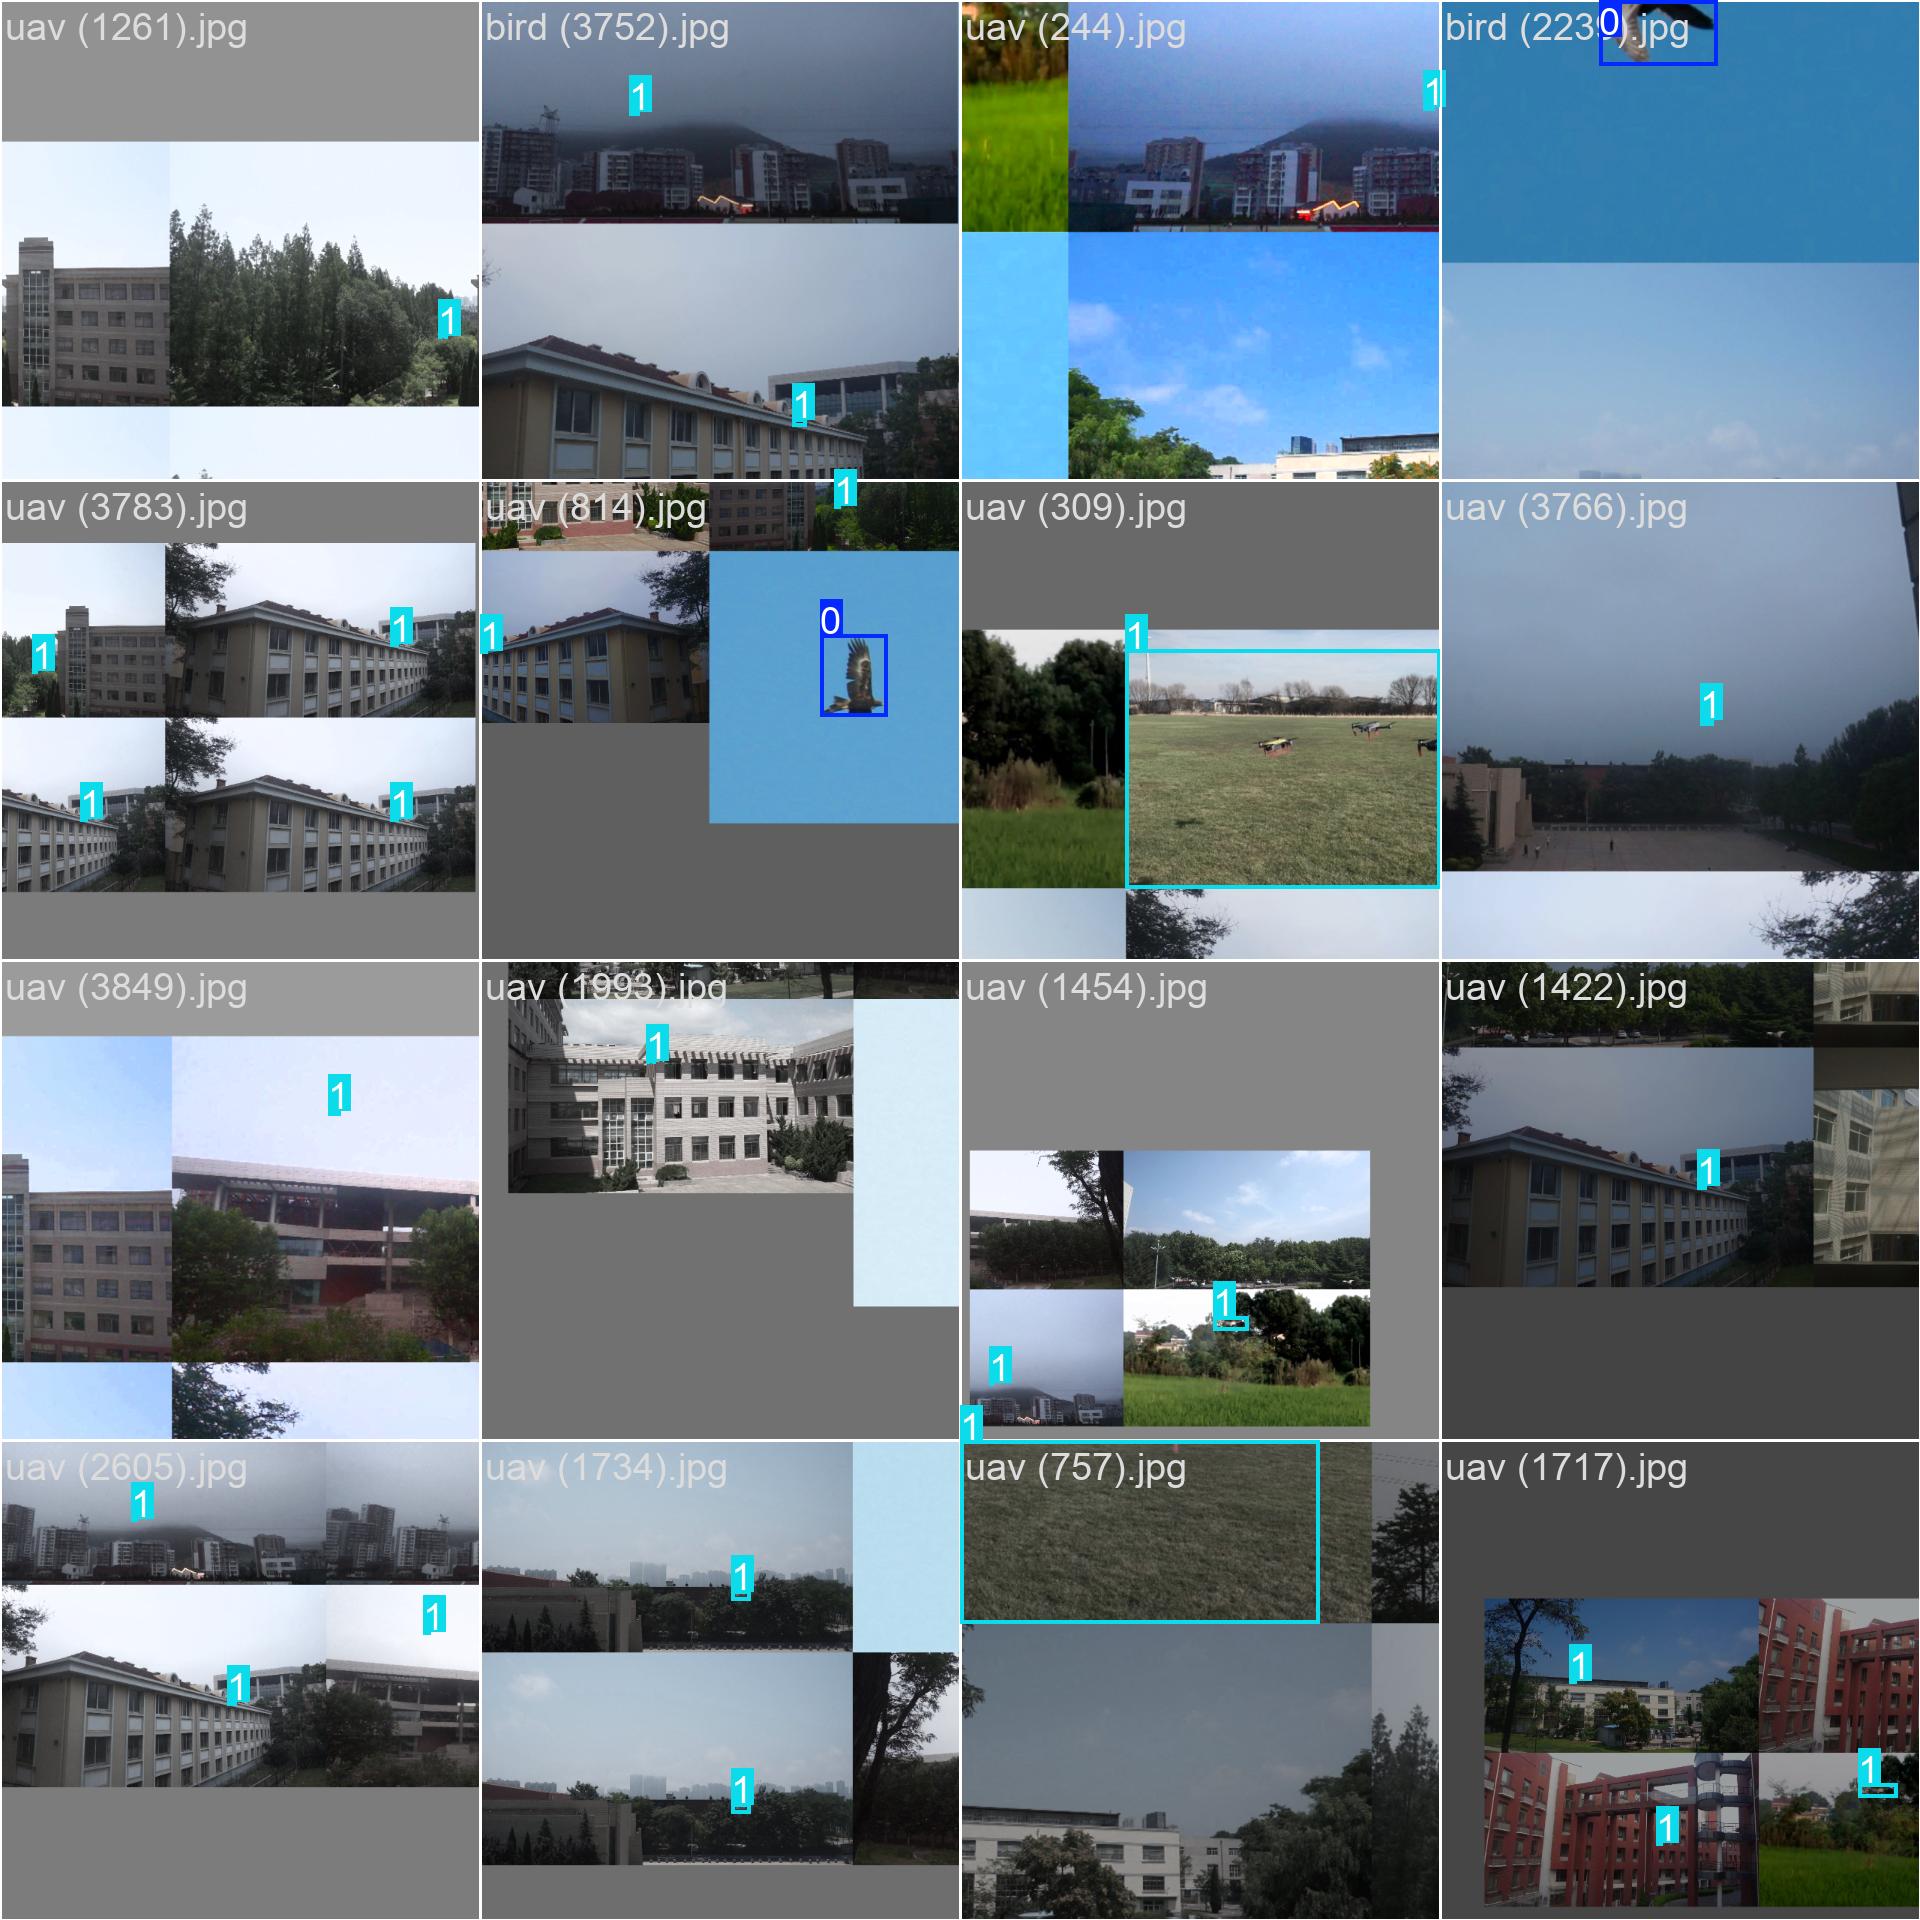 uav (1261).jpg
bird (3752).jpg
uav (244).jpg
bird (2239).jpg
1
1
1
0
1
uav (3783).jpg
uav (814).jpg
uav (309).jpg
uav (3766).jpg
1
1
1
1
1
0
1
1
1
uav (3849).jpg
uav (1993).jpg
uav (1454).jpg
uav (1422).jpg
1
1
1
1
1
uav (2605).jpg
uav (1734).jpg
uav (757).jpg
uav (1717).jpg
1
1
1
1
1
1
1
1
1